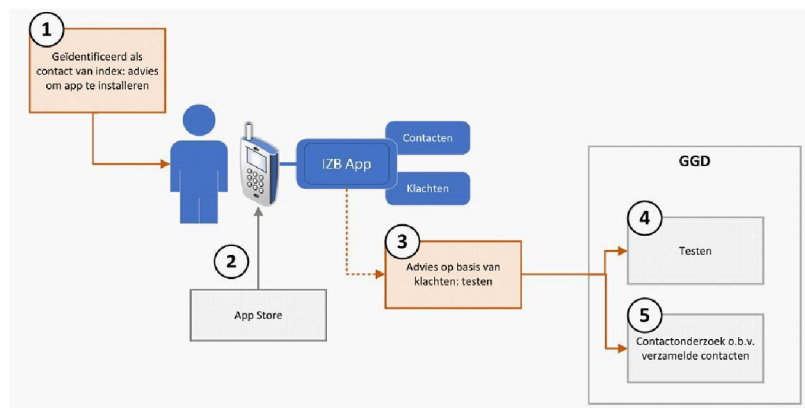 1
Geïdentificeerd als
contact van index: advies
om app te installeren
IZB App
Contacten
Klachten
2
App Store
3
Advies op basis van
klachten: testen
GGD
4
Testen
5
Contactonderzoek o.b.v.
verzamelde contacten